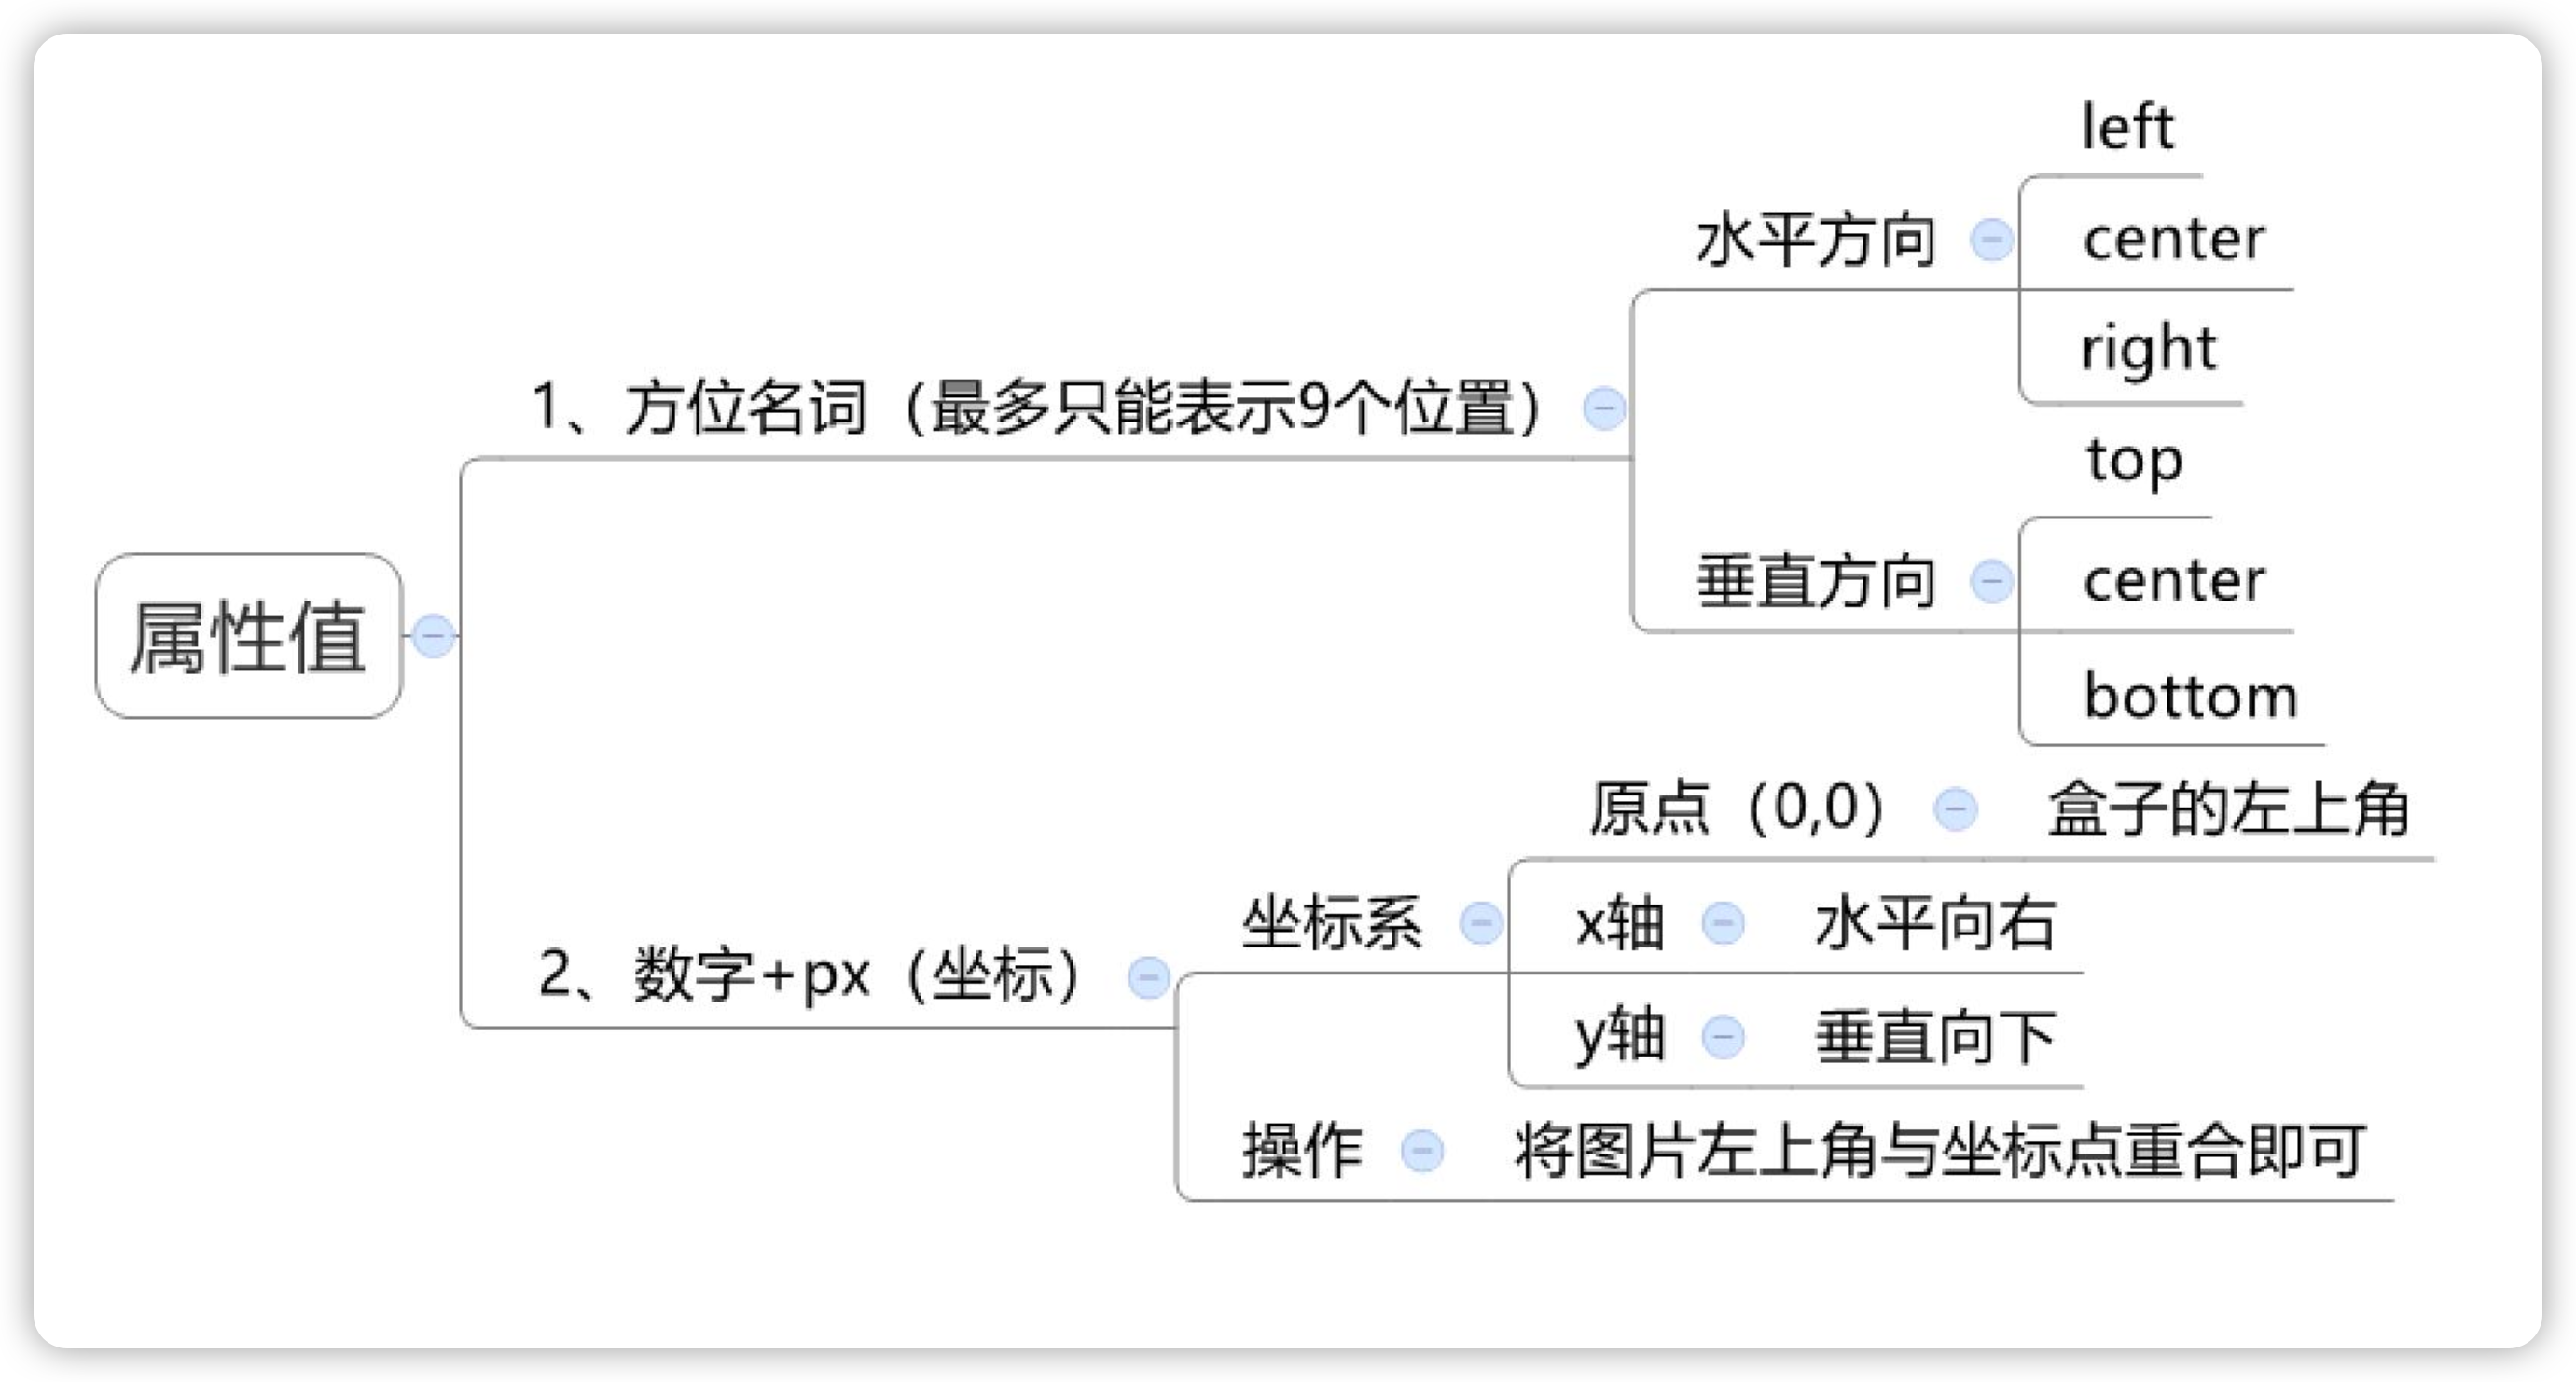 属性值
1、方位名词（最多只能表示9个位置）
水平方向
left
center
right
垂直方向
top
center
bottom
2、数字+px（坐标）
坐标系
原点（0,0）
盒子的左上角
x轴
水平向右
y轴
垂直向下
操作
将图片左上角与坐标点重合即可